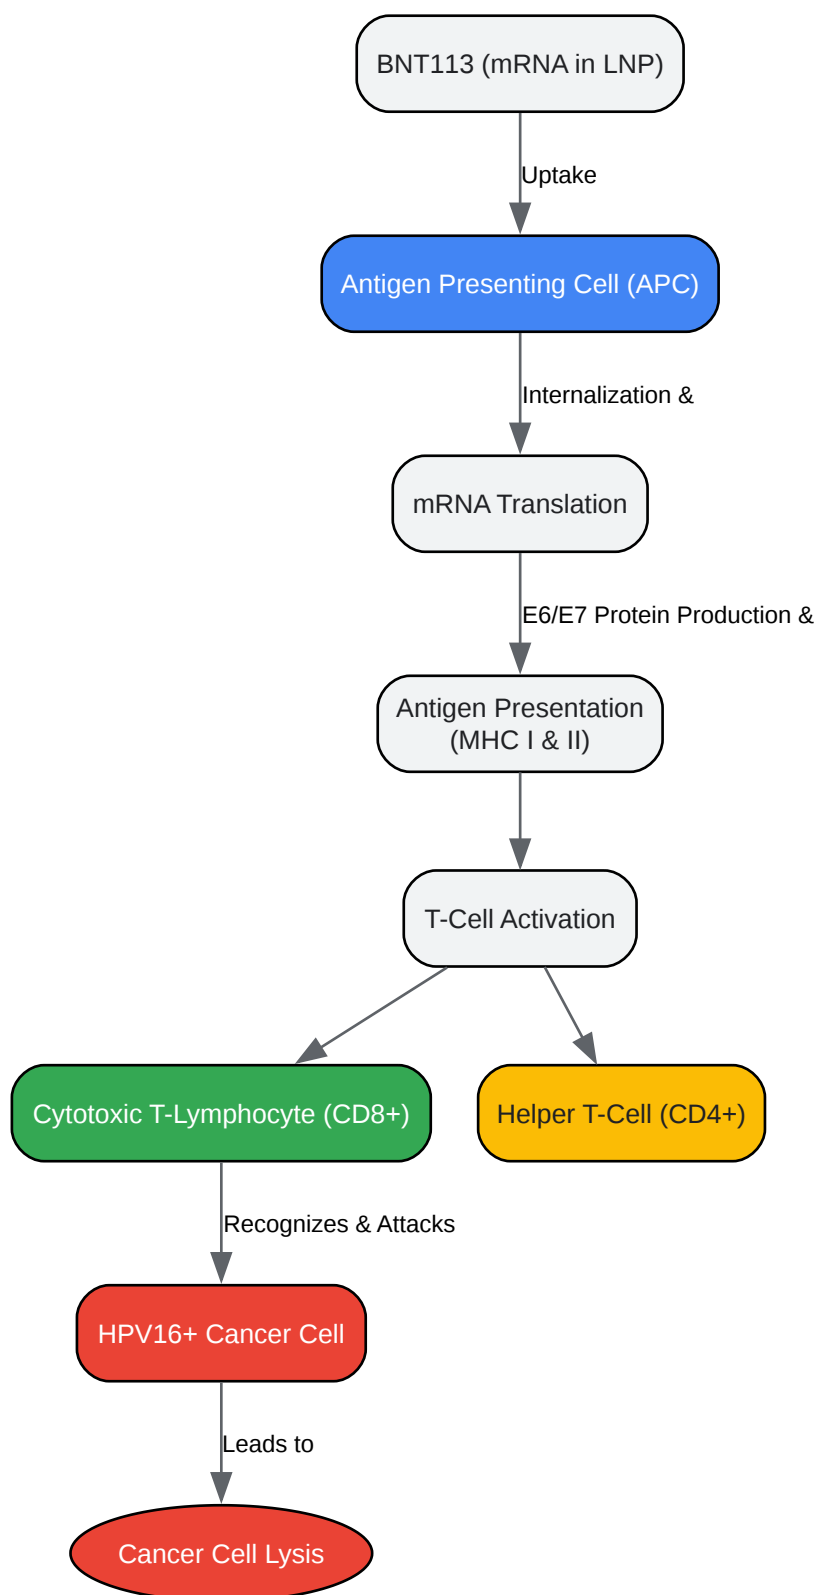 BNT113 (mRNA in LNP)
Uptake
Antigen Presenting Cell (APC)
Internalization &
mRNA Translation
E6/E7 Protein Production &
Antigen Presentation
(MHC I & II)
T-Cell Activation
Cytotoxic T-Lymphocyte (CD8+)
Helper T-Cell (CD4+)
Recognizes & Attacks
HPV16+ Cancer Cell
Leads to
Cancer Cell Lysis